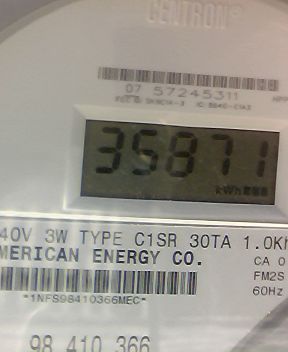 CENTRON®
07 57245311
35871
kWh
40V 3W TYPE C1SR 30TA 1.0Kh
MERICAN ENERGY CO.
CA 0
FM2S
60Hz
*1NFS98410366MEC*
98 410 366